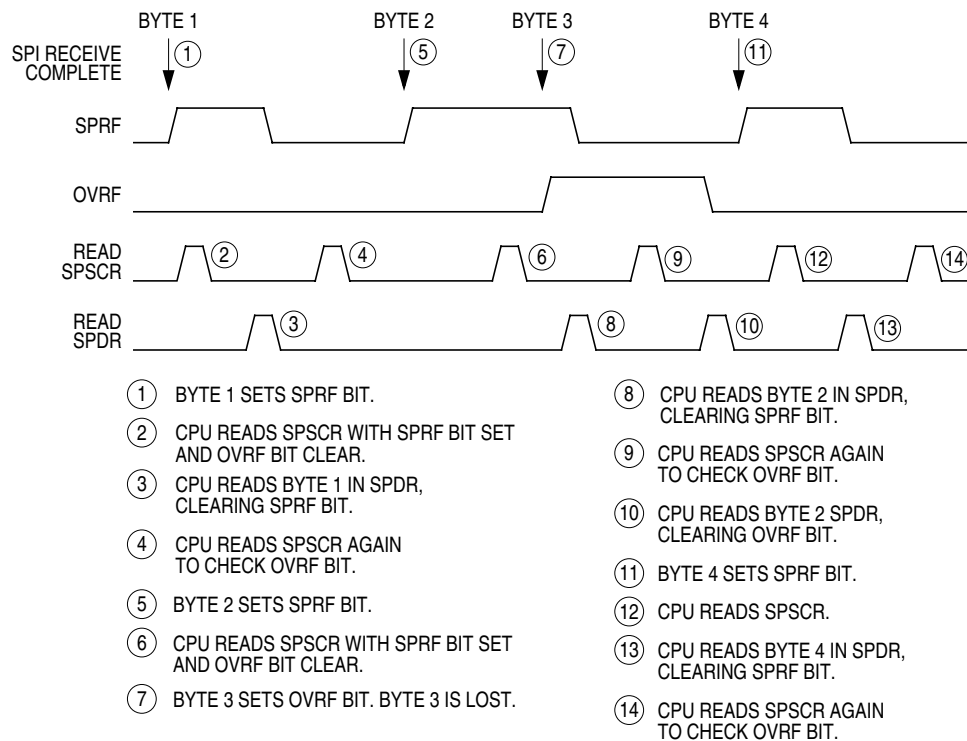 BYTE 1 BYTE 2 BYTE 3 BYTE 4
SPI RECEIVE
COMPLETE
1 5 7 11
SPRF
OVRF
READ
SPSCR
2 4 6 9 12 14
READ
SPDR
3 8 10 13
1 BYTE 1 SETS SPRF BIT.
2 CPU READS SPSCR WITH SPRF BIT SET
AND OVRF BIT CLEAR.
3 CPU READS BYTE 1 IN SPDR,
CLEARING SPRF BIT.
4 CPU READS SPSCR AGAIN
TO CHECK OVRF BIT.
5 BYTE 2 SETS SPRF BIT.
6 CPU READS SPSCR WITH SPRF BIT SET
AND OVRF BIT CLEAR.
7 BYTE 3 SETS OVRF BIT. BYTE 3 IS LOST.
8 CPU READS BYTE 2 IN SPDR,
CLEARING SPRF BIT.
9 CPU READS SPSCR AGAIN
TO CHECK OVRF BIT.
10 CPU READS BYTE 2 SPDR,
CLEARING OVRF BIT.
11 BYTE 4 SETS SPRF BIT.
12 CPU READS SPSCR.
13 CPU READS BYTE 4 IN SPDR,
CLEARING SPRF BIT.
14 CPU READS SPSCR AGAIN
TO CHECK OVRF BIT.